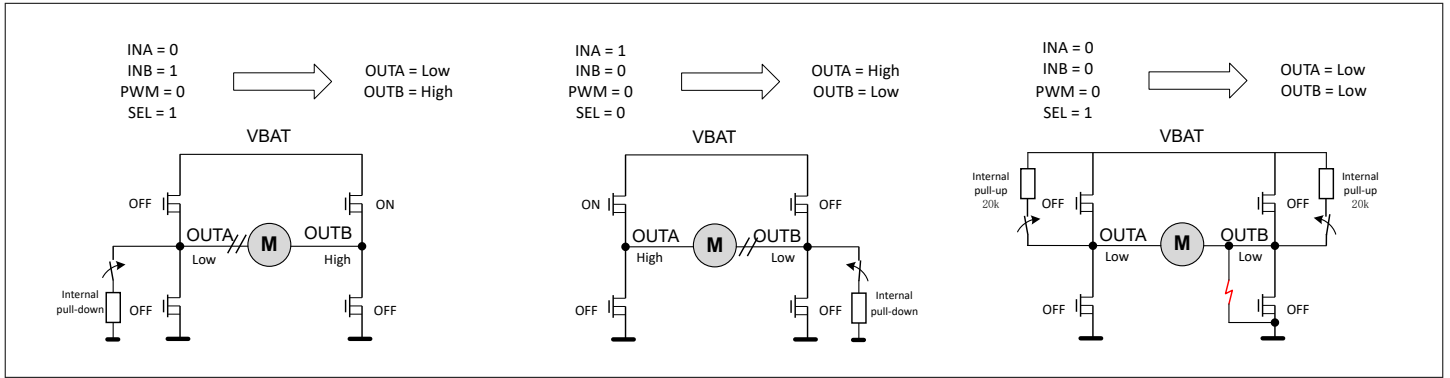 INA = 0
INB = 1
PWM = 0
SEL = 1
OUTA = Low
OUTB = High
VBAT
OFF
ON
OUTA
M
OUTB
Low
High
Internal
pull-down
OFF
OFF
INA = 1
INB = 0
PWM = 0
SEL = 0
OUTA = High
OUTB = Low
VBAT
ON
OFF
OUTA
M
OUTB
High
Low
OFF
OFF
Internal
pull-down
INA = 0
INB = 0
PWM = 0
SEL = 1
OUTA = Low
OUTB = Low
VBAT
Internal
pull-up
20k
OFF
OFF
Internal
pull-up
20k
OUTA
M
OUTB
Low
Low
OFF
OFF